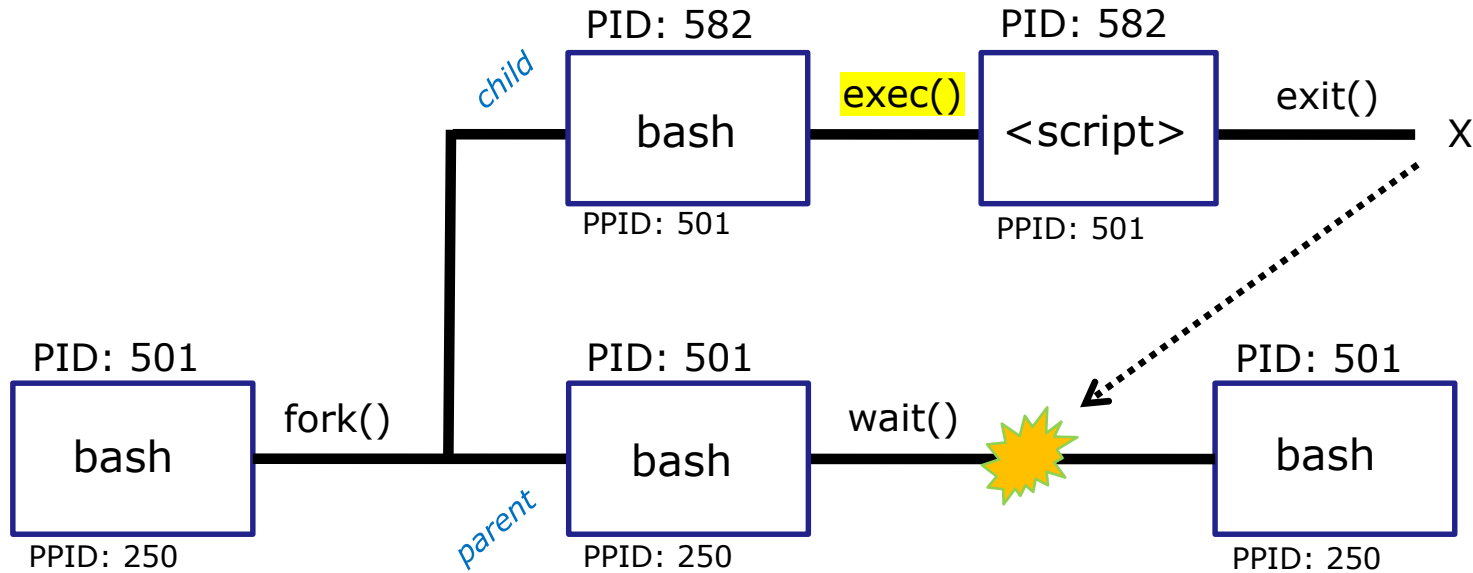 PID: 582
PID: 582
child
bash
exec()
<script>
exit()
X
PPID: 501
PPID: 501
PID: 501
PID: 501
PID: 501
bash
fork()
bash
wait()
bash
parent
PPID: 250
PPID: 250
PPID: 250